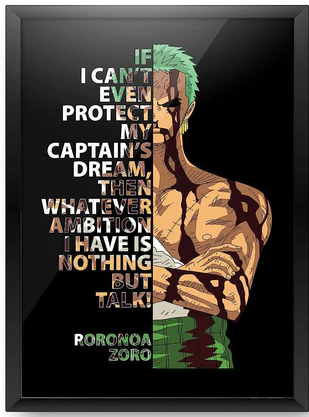 IF
I CAN'T
EVEN
PROTECT
MY
CAPTAIN'S
DREAM,
THEN
WHATEVER
AMBITION
I HAVE IS
NOTHING
BUT
TALK!
RORONOA
ZORO